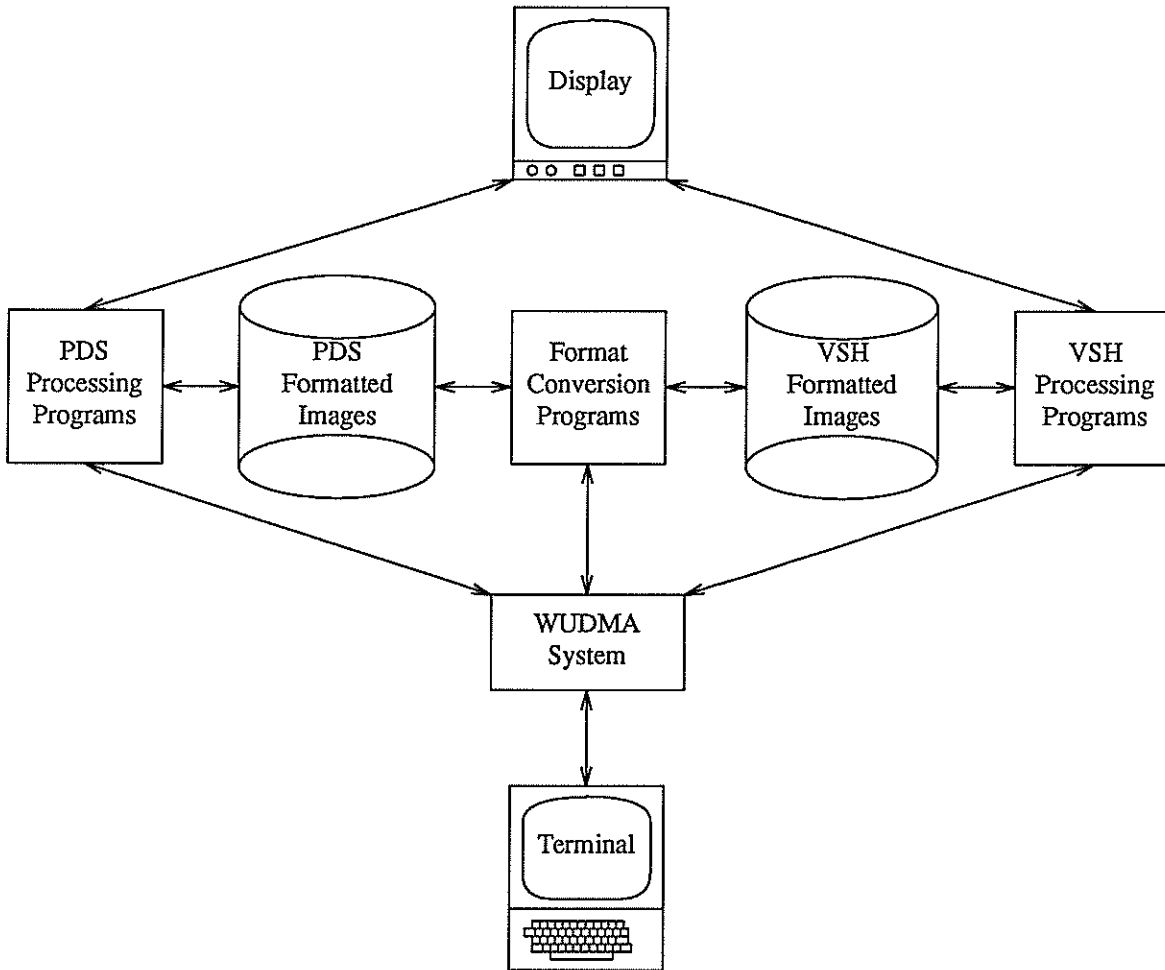 Display
PDS
Processing
Programs
PDS
Formatted
Images
Format
Conversion
Programs
VSH
Formatted
Images
VSH
Processing
Programs
WUDMA
System
Terminal